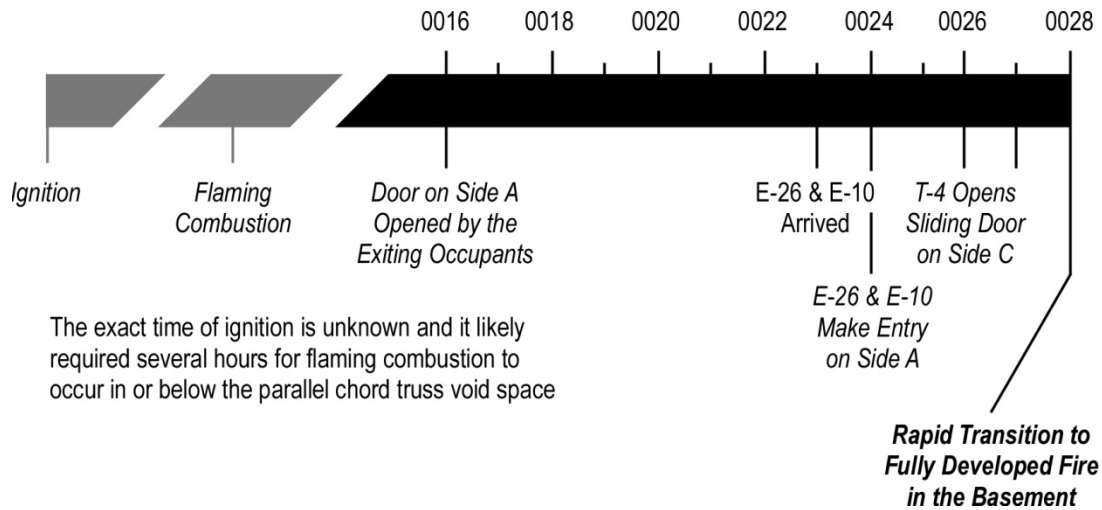 0016 0018 0020 0022 0024 0026 0028
Ignition
Flaming
Combustion
Door on Side A
Opened by the
Exiting Occupants
E-26 & E-10
Arrived
T-4 Opens
Sliding Door
on Side C
E-26 & E-10
Make Entry
on Side A
The exact time of ignition is unknown and it likely
required several hours for flaming combustion to
occur in or below the parallel chord truss void space
Rapid Transition to
Fully Developed Fire
in the Basement